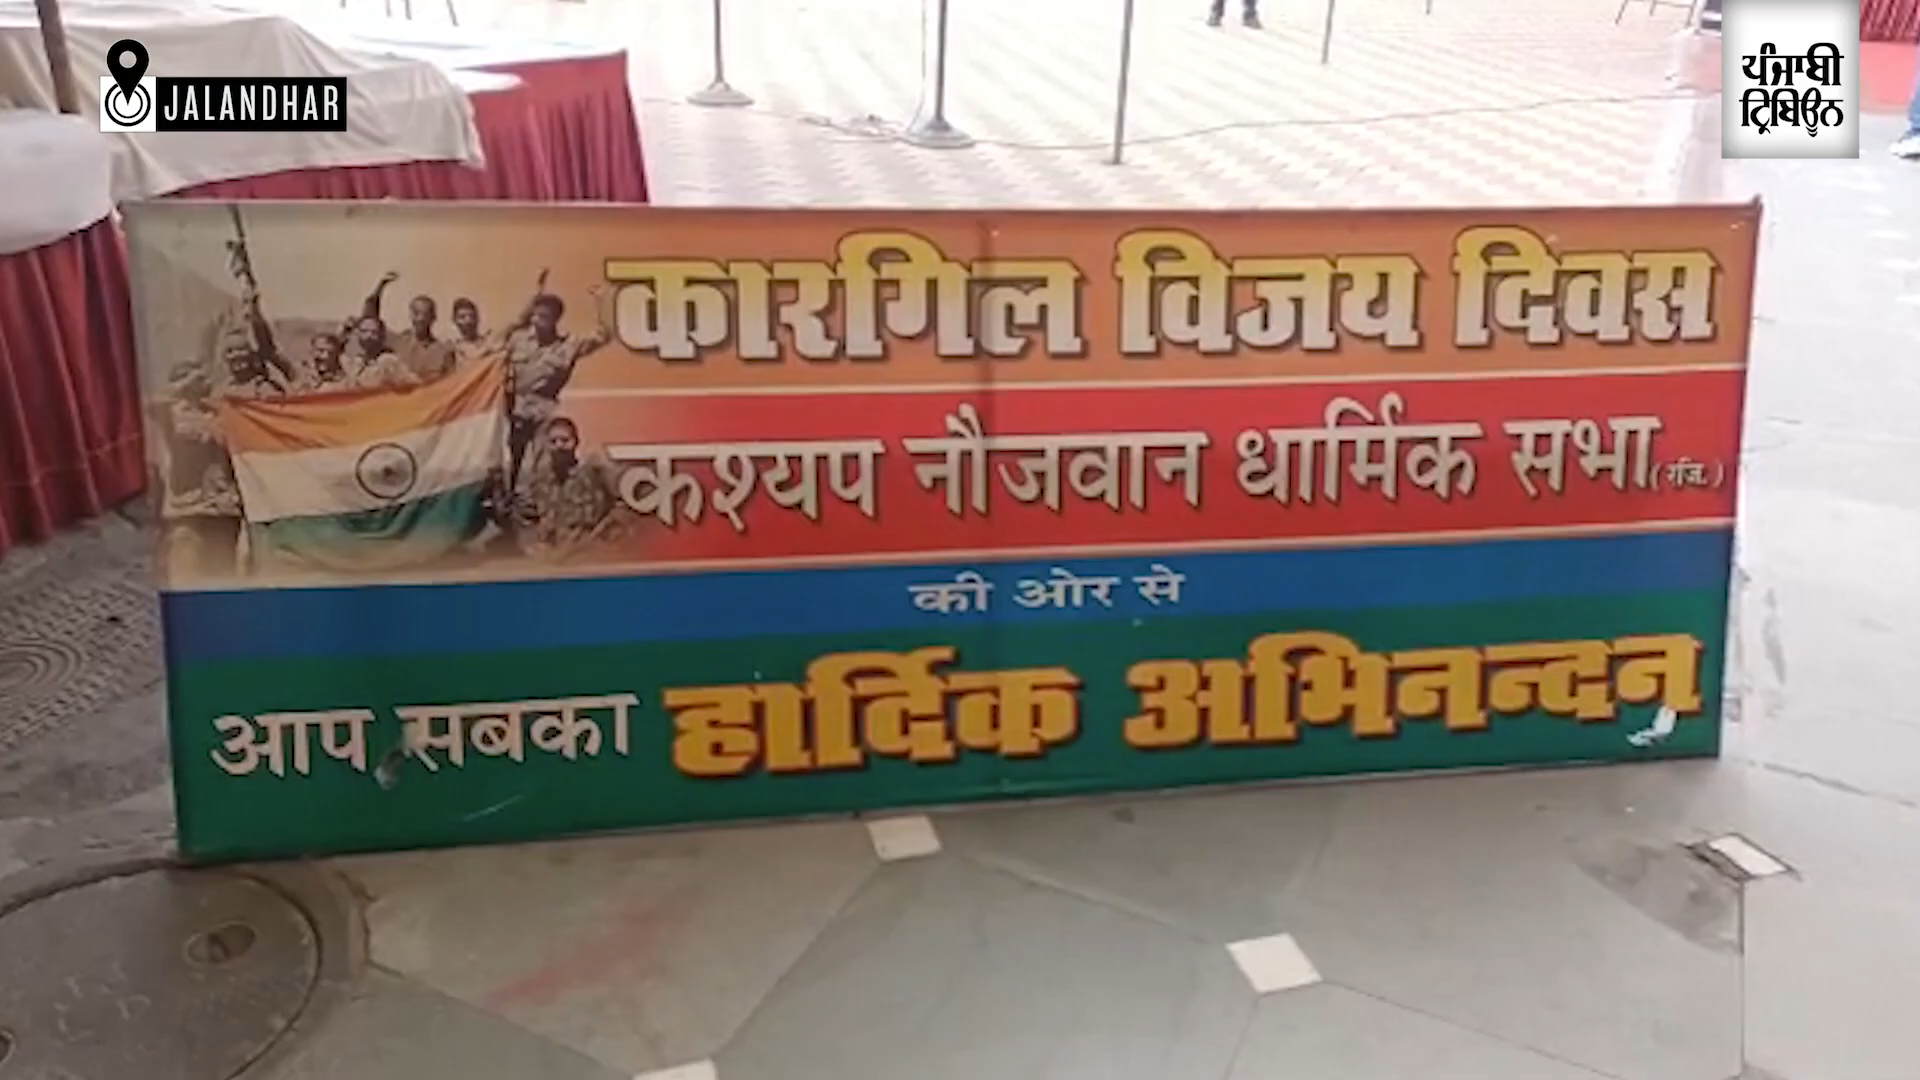 JALANDHAR
ਪੰਜਾਬੀ
ਟ੍ਰਿਬਿਊਨ
कारगिल विजय दिवस
कश्यप नौजवान धार्मिक सभा (रजि.)
की ओर से
आप सबका हार्दिक अभिनन्दन